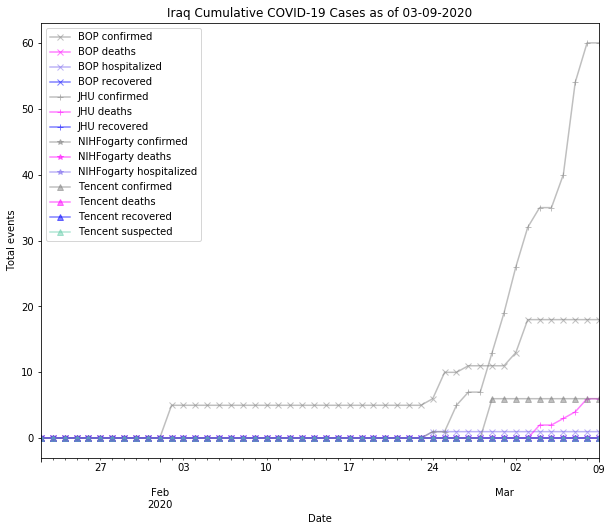 Iraq Cumulative COVID-19 Cases as of 03-09-2020
BOP confirmed
BOP deaths
BOP hospitalized
BOP recovered
JHU confirmed
JHU deaths
JHU recovered
NIHFogarty confirmed
NIHFogarty deaths
NIHFogarty hospitalized
Tencent confirmed
Tencent deaths
Tencent recovered
Tencent suspected
Total events
60
50
40
30
20
10
0
27 03 10 17 24 02 09
Feb Mar
2020
Date